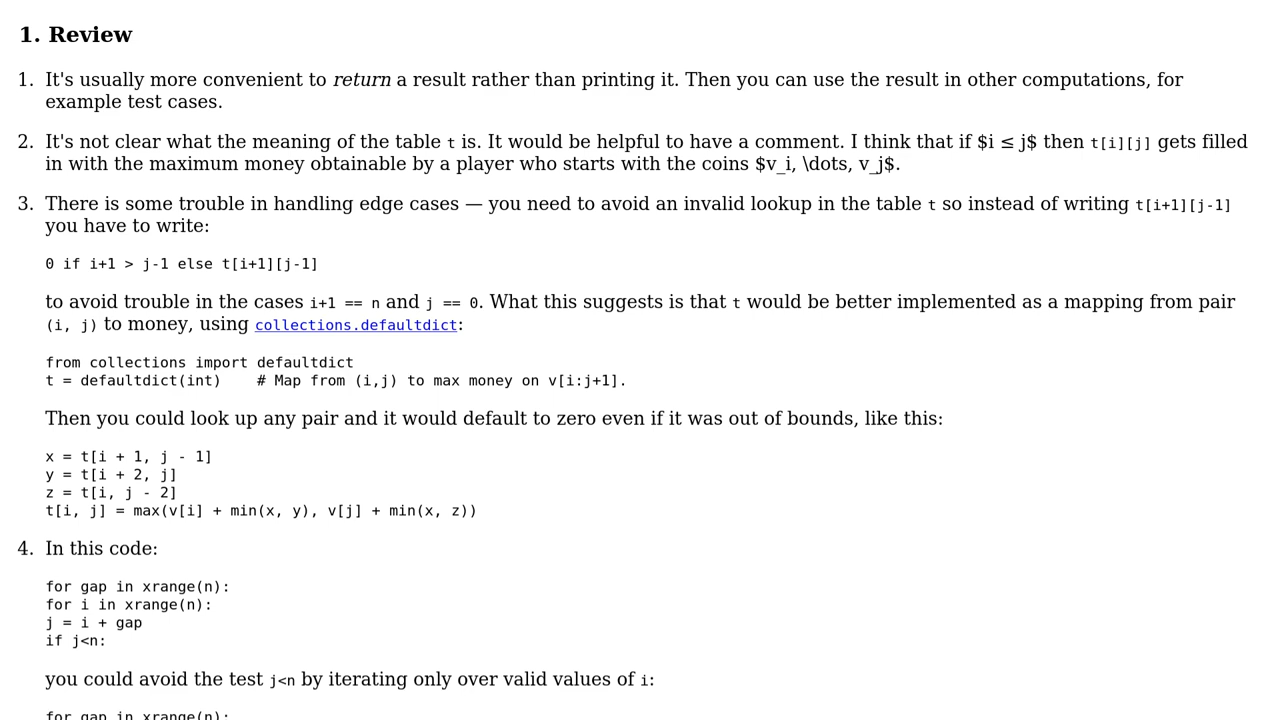 1. Review
1. It's usually more convenient to return a result rather than printing it. Then you can use the result in other computations, for
example test cases.
2. It's not clear what the meaning of the table t is. It would be helpful to have a comment. I think that if $i ≤ j$ then t[i][j] gets filled
in with the maximum money obtainable by a player who starts with the coins $v_i, \dots, v_j$.
3. There is some trouble in handling edge cases — you need to avoid an invalid lookup in the table t so instead of writing t[i+1][j-1]
you have to write:
0 if i+1 > j-1 else t[i+1][j-1]
to avoid trouble in the cases i+1 == n and j == 0. What this suggests is that t would be better implemented as a mapping from pair
(i, j) to money, using collections.defaultdict:
from collections import defaultdict
t = defaultdict(int)    # Map from (i,j) to max money on v[i:j+1].
Then you could look up any pair and it would default to zero even if it was out of bounds, like this:
x = t[i + 1, j - 1]
y = t[i + 2, j]
z = t[i, j - 2]
t[i, j] = max(v[i] + min(x, y), v[j] + min(x, z))
4. In this code:
for gap in xrange(n):
for i in xrange(n):
j = i + gap
if j<n:
you could avoid the test j<n by iterating only over valid values of i:
for gap in xrange(n):